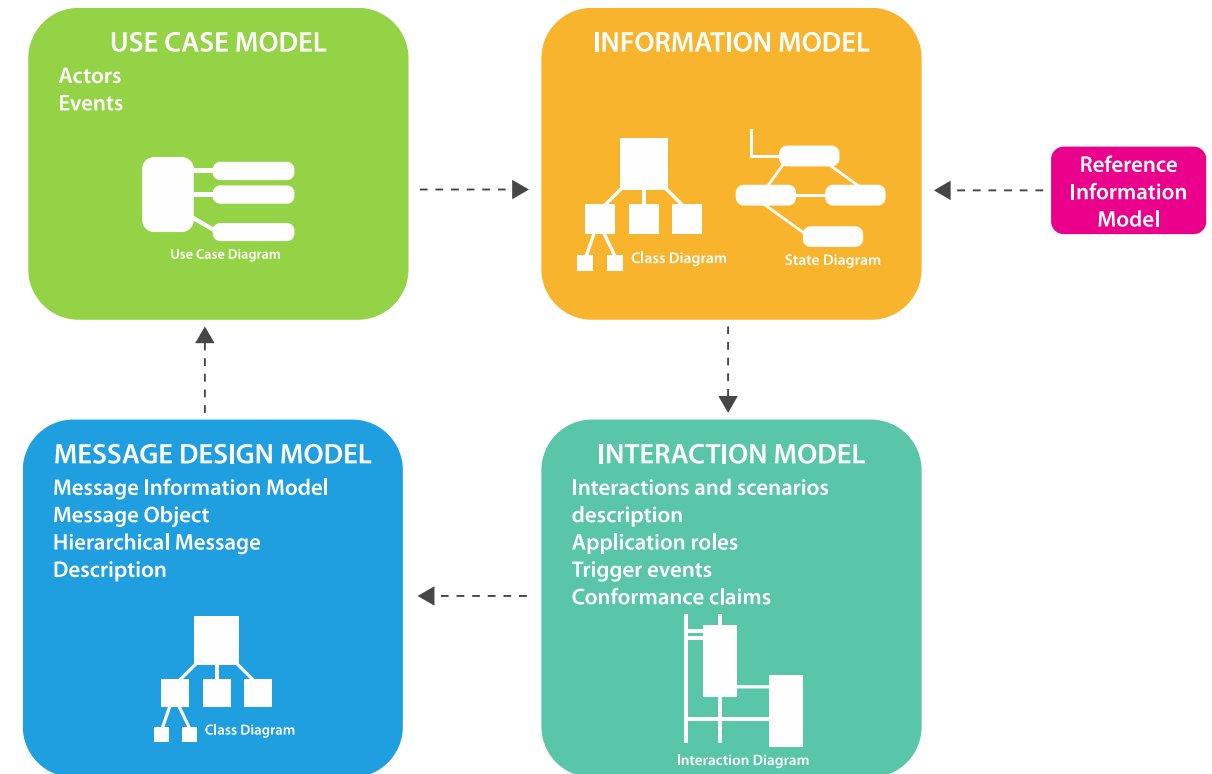 USE CASE MODEL
Actors
Events
Use Case Diagram
INFORMATION MODEL
Class Diagram
State Diagram
Reference
Information
Model
MESSAGE DESIGN MODEL
Message Information Model
Message Object
Hierarchical Message
Description
Class Diagram
INTERACTION MODEL
Interactions and scenarios
description
Application roles
Trigger events
Conformance claims
Interaction Diagram